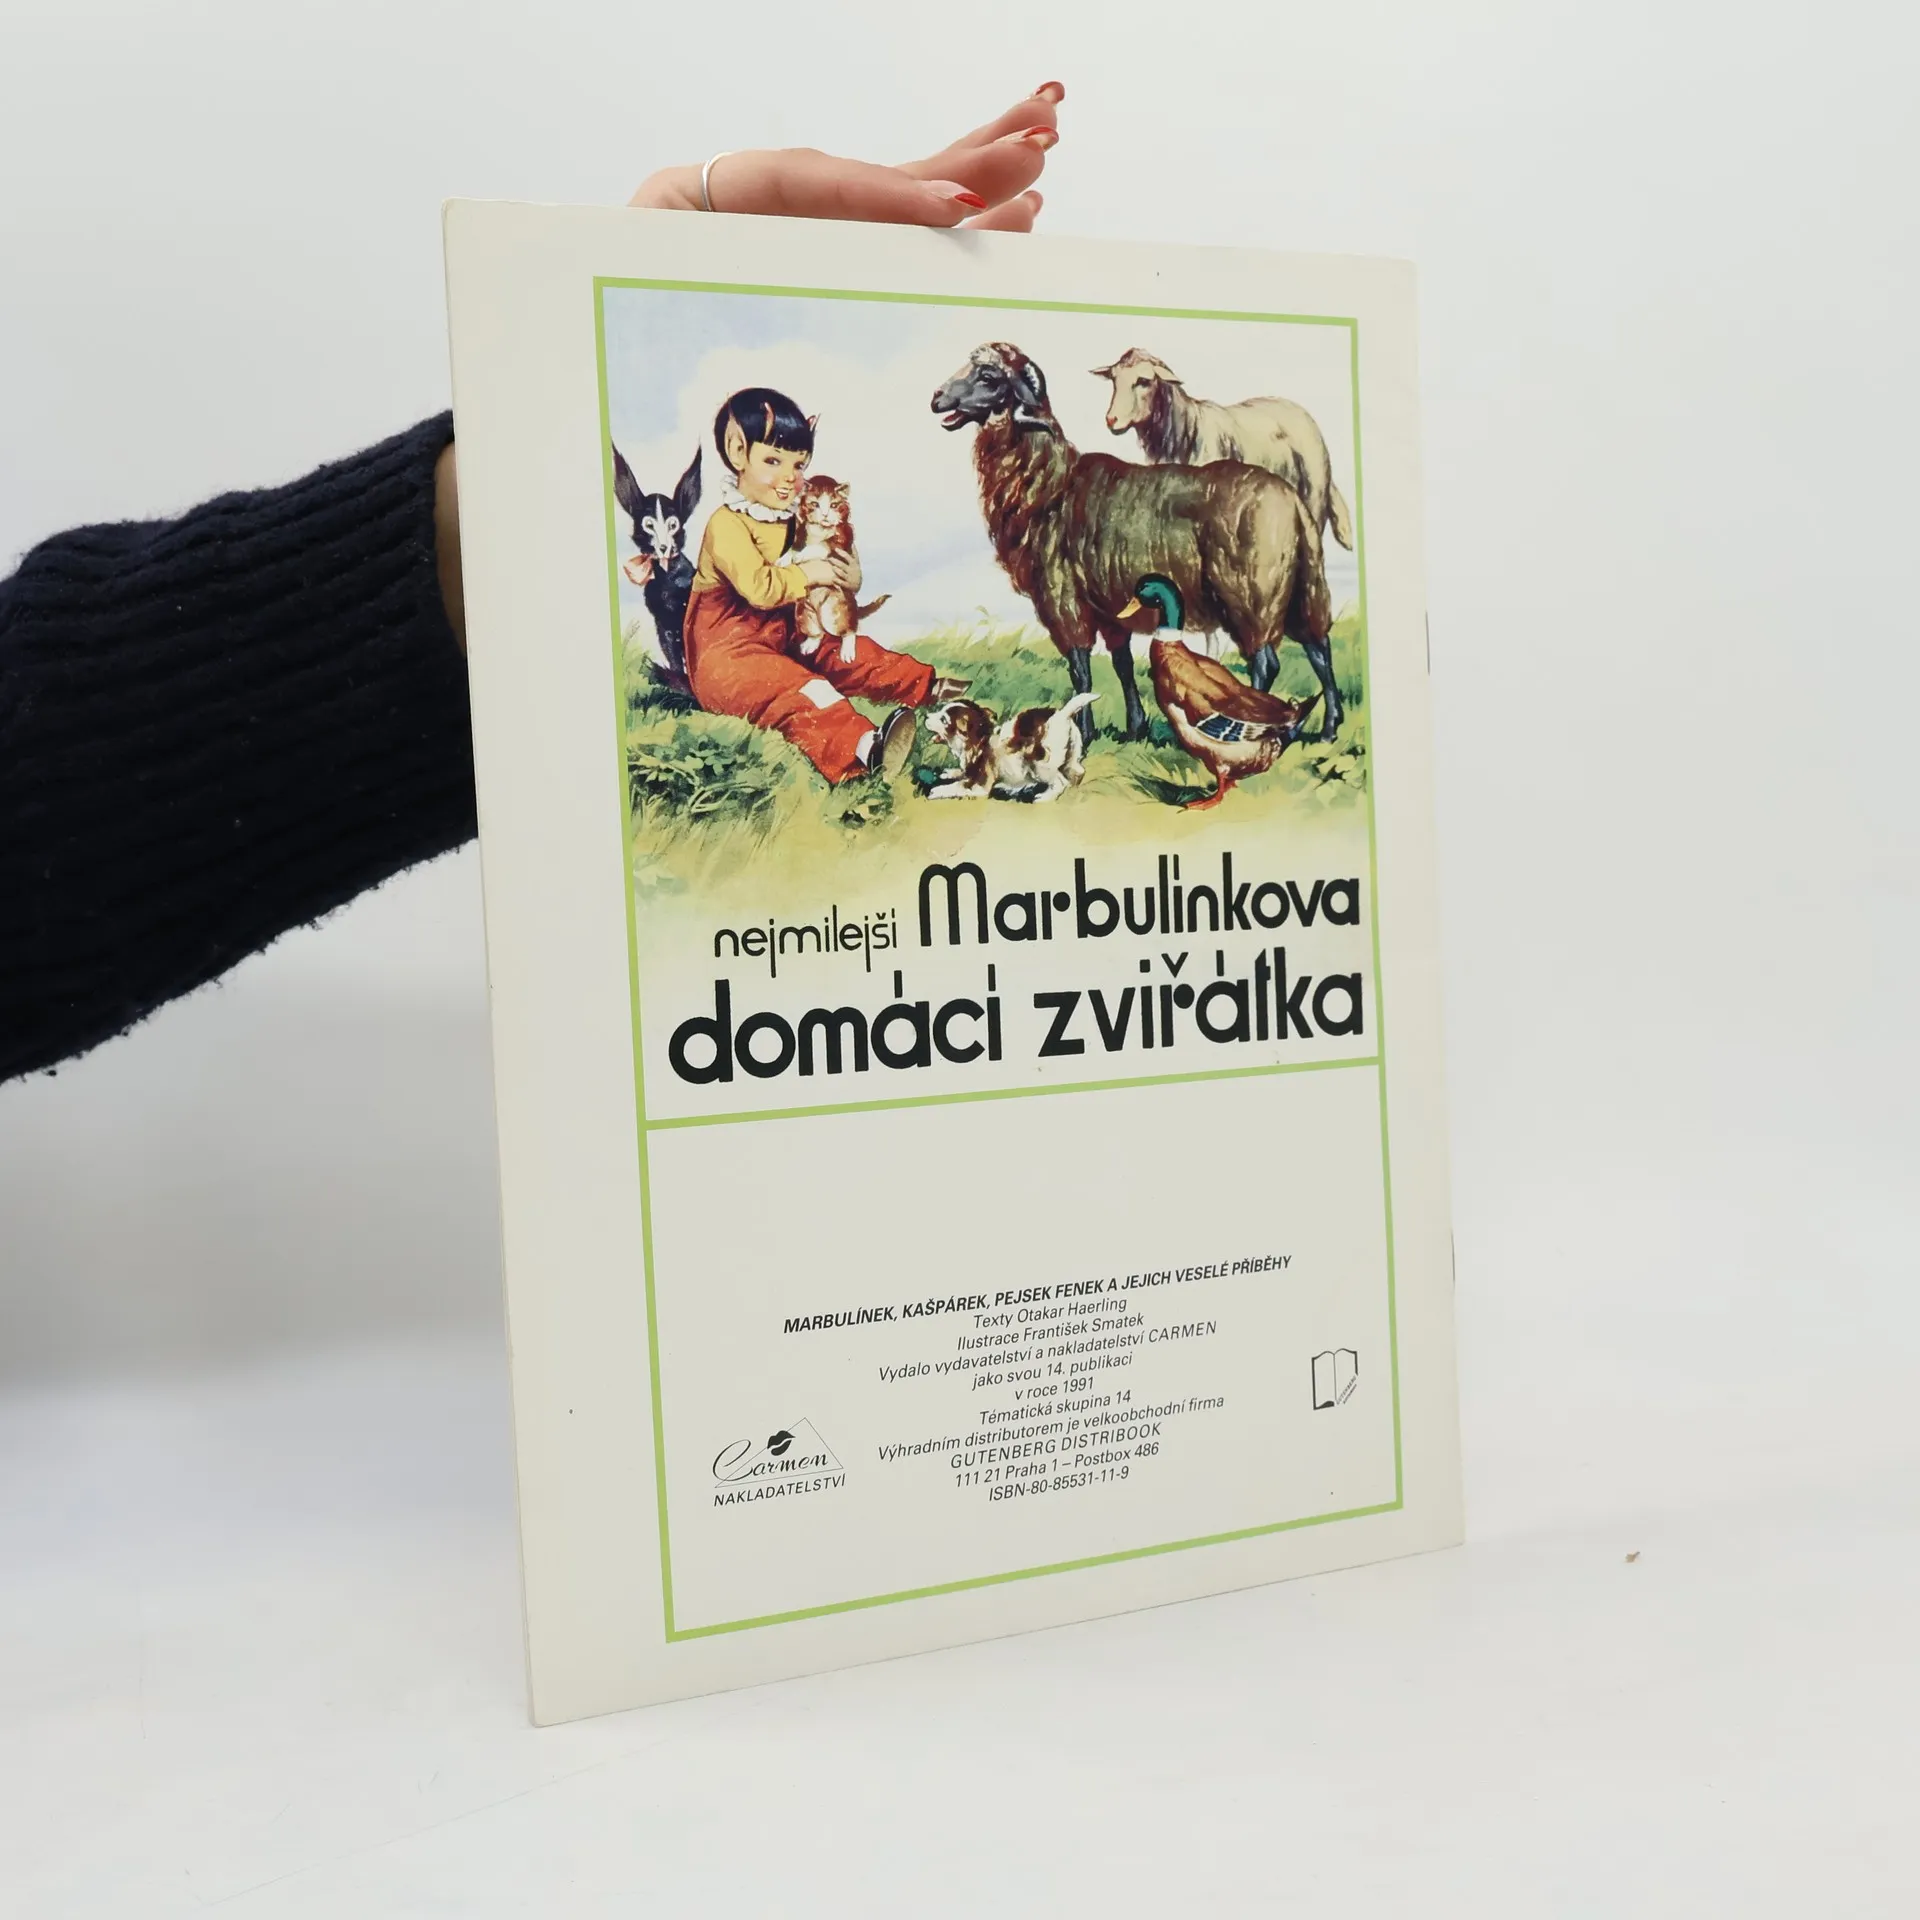 nejmilejší Marbulínkova
domácí zvířátka
MARBULÍNEK, KAŠPÁREK, PEJSEK FENEK A JEJICH VESELÉ PŘÍBĚHY
Texty Otakar Haerling
Ilustrace František Smatek
Vydalo vydavatelství a nakladatelství CARMEN
jako svou 14. publikaci
v roce 1991
Tématická skupina 14
Výhradním distributorem je velkoobchodní firma
GUTENBERG DISTRIBOOK
111 21 Praha 1 – Postbox 486
ISBN-80-85531-11-9
Carmen
NAKLADATELSTVÍ